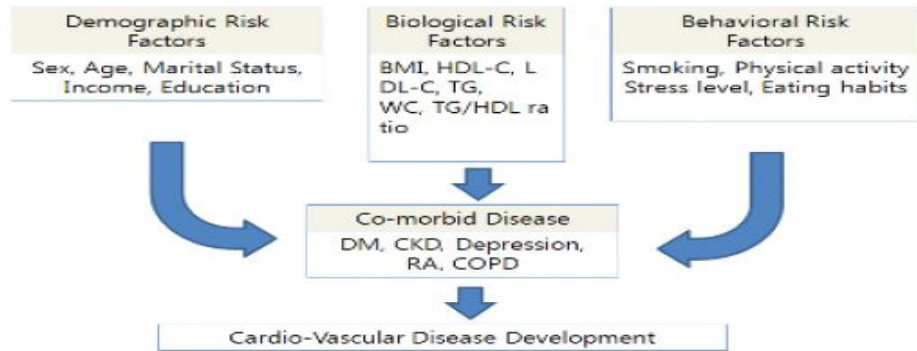 Demographic Risk
Factors
Sex, Age, Marital Status,
Income, Education
Biological Risk
Factors
BMI, HDL-C, L
DL-C, TG,
WC, TG/HDL ra
tio
Behavioral Risk
Factors
Smoking, Physical activity
Stress level, Eating habits
Co-morbid Disease
DM, CKD, Depression,
RA, COPD
Cardio-Vascular Disease Development